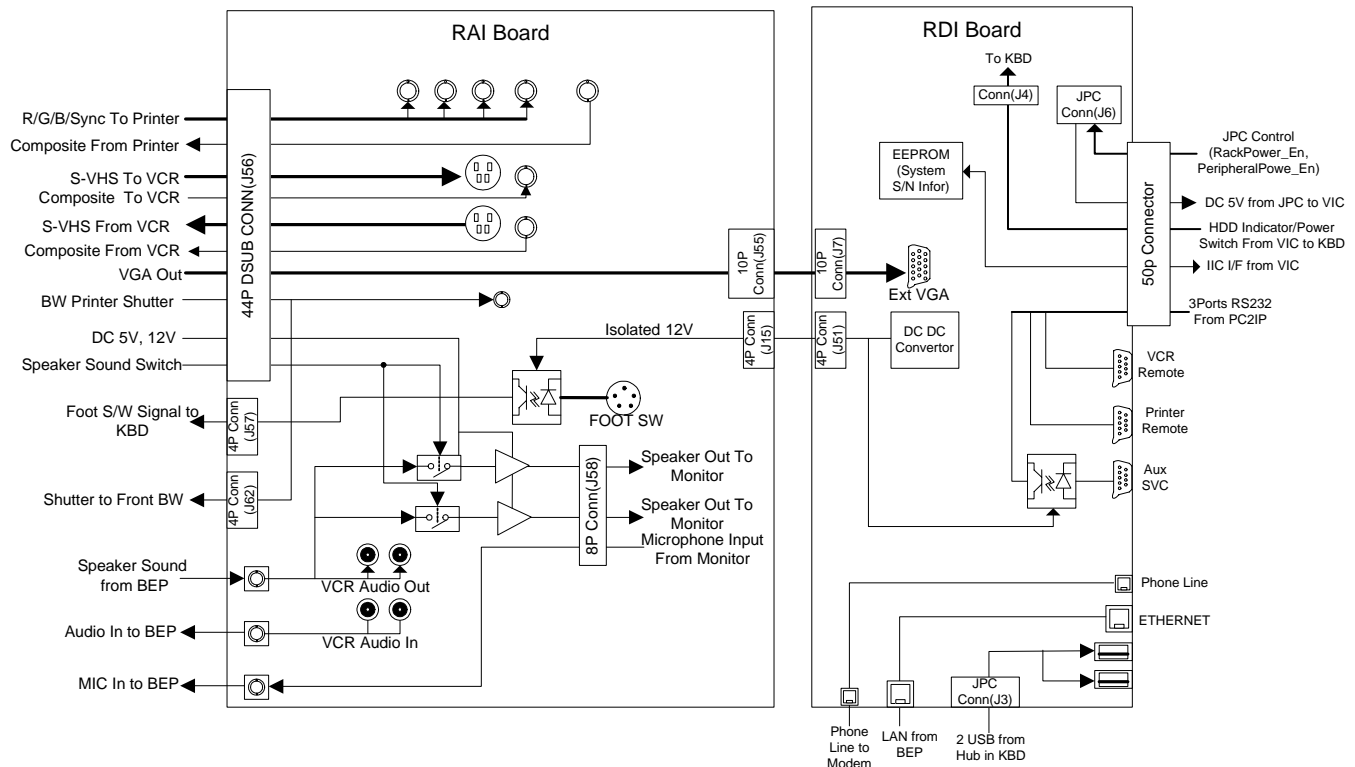 RAI Board
RDI Board
R/G/B/Sync To Printer
Composite From Printer
S-VHS To VCR
Composite To VCR
S-VHS From VCR
Composite From VCR
VGA Out
BW Printer Shutter
DC 5V, 12V
Speaker Sound Switch
Foot S/W Signal to
KBD
Shutter to Front BW
Speaker Sound
from BEP
Audio In to BEP
MIC In to BEP
44P DSUB CONN(J56)
4P Conn
(J57)
4P Conn
(J62)
VCR Audio Out
VCR Audio In
Isolated 12V
FOOT SW
8P Conn(J58)
Speaker Out To
Monitor
Speaker Out To
Monitor
Microphone Input
From Monitor
10P
Conn(J55)
4P Conn
(J15)
10P
Conn(J7)
4P Conn
(J51)
Ext VGA
DC DC
Convertor
To KBD
Conn(J4)
JPC
Conn(J6)
EEPROM
(System
S/N Infor)
50p Connector
JPC Control
(RackPower_En,
PeripheralPowe_En)
DC 5V from JPC to VIC
HDD Indicator/Power
Switch From VIC to KBD
IIC I/F from VIC
3Ports RS232
From PC2IP
VCR
Remote
Printer
Remote
Aux
SVC
Phone Line
ETHERNET
JPC
Conn(J3)
Phone
Line to
Modem
LAN from
BEP
2 USB from
Hub in KBD